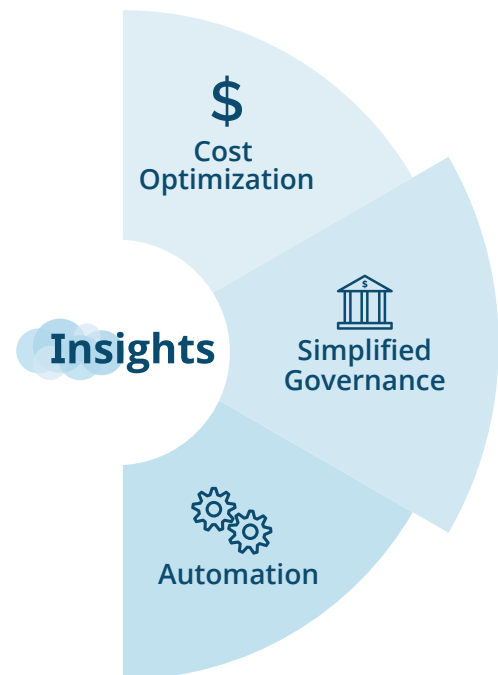 $
Cost
Optimization
$
Simplified
Governance
Insights
Automation